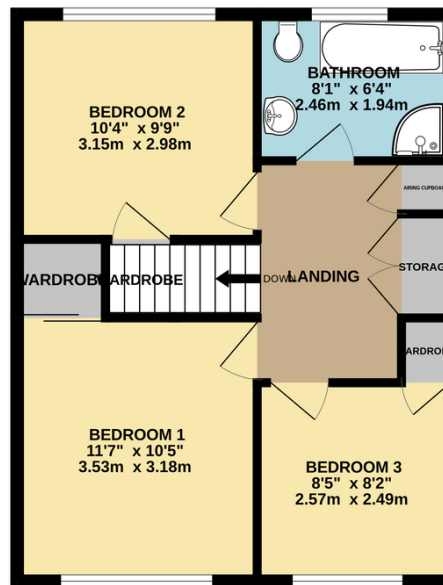 BEDROOM 2
10'4" x 9'9"
3.15m x 2.98m
BATHROOM
8'1" x 6'4"
2.46m x 1.94m
AIRING CUPBOAR
WARDROBE
WARDROBE
DOWN
LANDING
STORAG
ARDRO
BEDROOM 1
11'7" x 10'5"
3.53m x 3.18m
BEDROOM 3
8'5" x 8'2"
2.57m x 2.49m